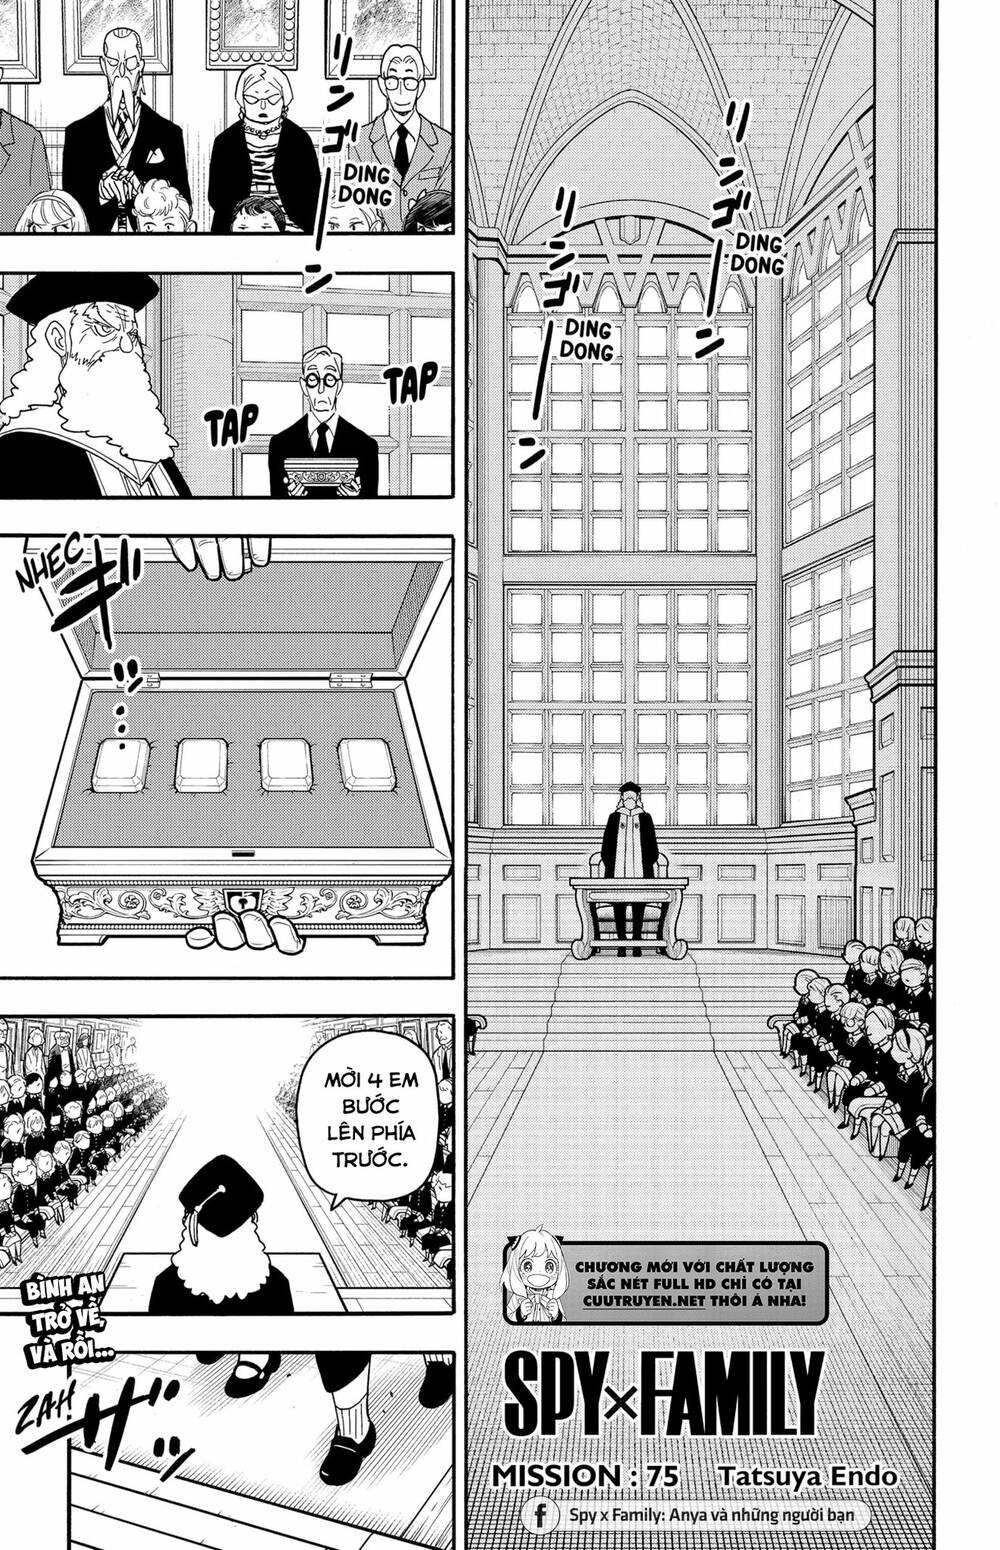 DING
DONG
リンゴーン
DING
DONG
リンゴーン
CHƯƠNG MỚI VỚI CHẤT LƯỢNG
SẮC NÉT FULL HD CHỈ CÓ TẠI
CUUTRUYEN.NET THÔI Á NHA!
SPY×FAMILY
MISSION : 75 Tatsuya Endo
f Spy x Family: Anya và những người bạn
DING
DONG
リンゴーン
TAP
TAP
NHEC
ギッ…
MỜI 4 EM
BƯỚC
LÊN PHÍA
TRƯỚC.
BÌNH AN
TRỞ VỀ,
VÀ RỒI...
ZAH!
ザッ